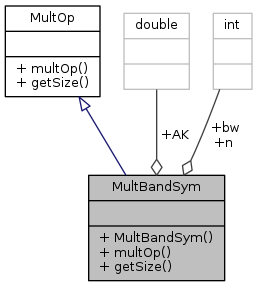 MultOp
+ multOp()
+ getSize()
double
int
+AK
+bw
+n
MultBandSym
+ MultBandSym()
+ multOp()
+ getSize()